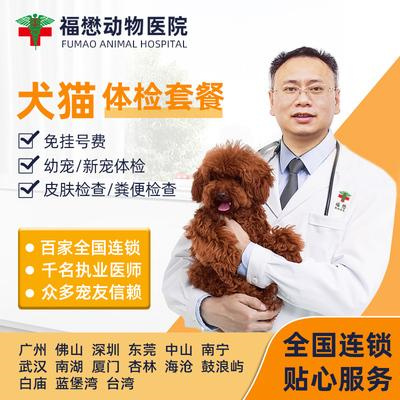 福懋动物医院
FUMAO ANIMAL HOSPITAL
犬猫 体检套餐
免挂号费
幼宠/新宠体检
皮肤检查/粪便检查
福懋
百家全国连锁
千名执业医师
众多宠友信赖
广州 佛山 深圳 东莞 中山 南宁
武汉 南湖 厦门 杏林 海沧 鼓浪屿
白庙 蓝堡湾 台湾
全国连锁
贴心服务